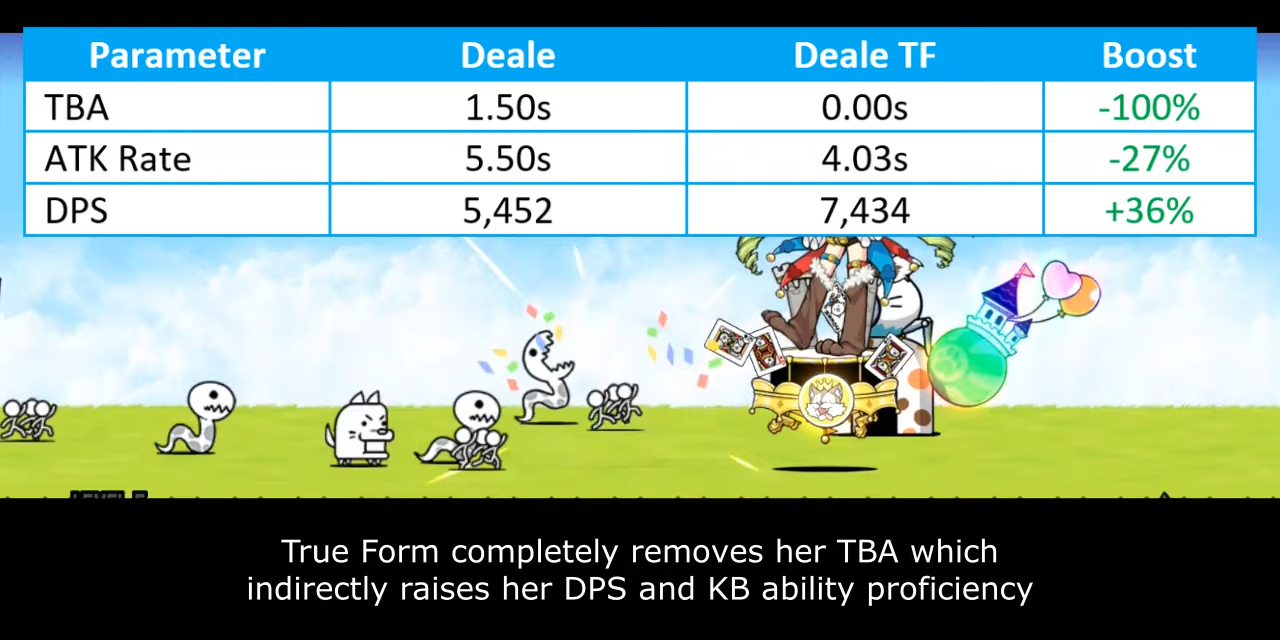 Parameter Deale Deale TF Boost
TBA 1.50s 0.00s -100%
ATK Rate 5.50s 4.03s -27%
DPS 5,452 7,434 +36%
True Form completely removes her TBA which
indirectly raises her DPS and KB ability proficiency